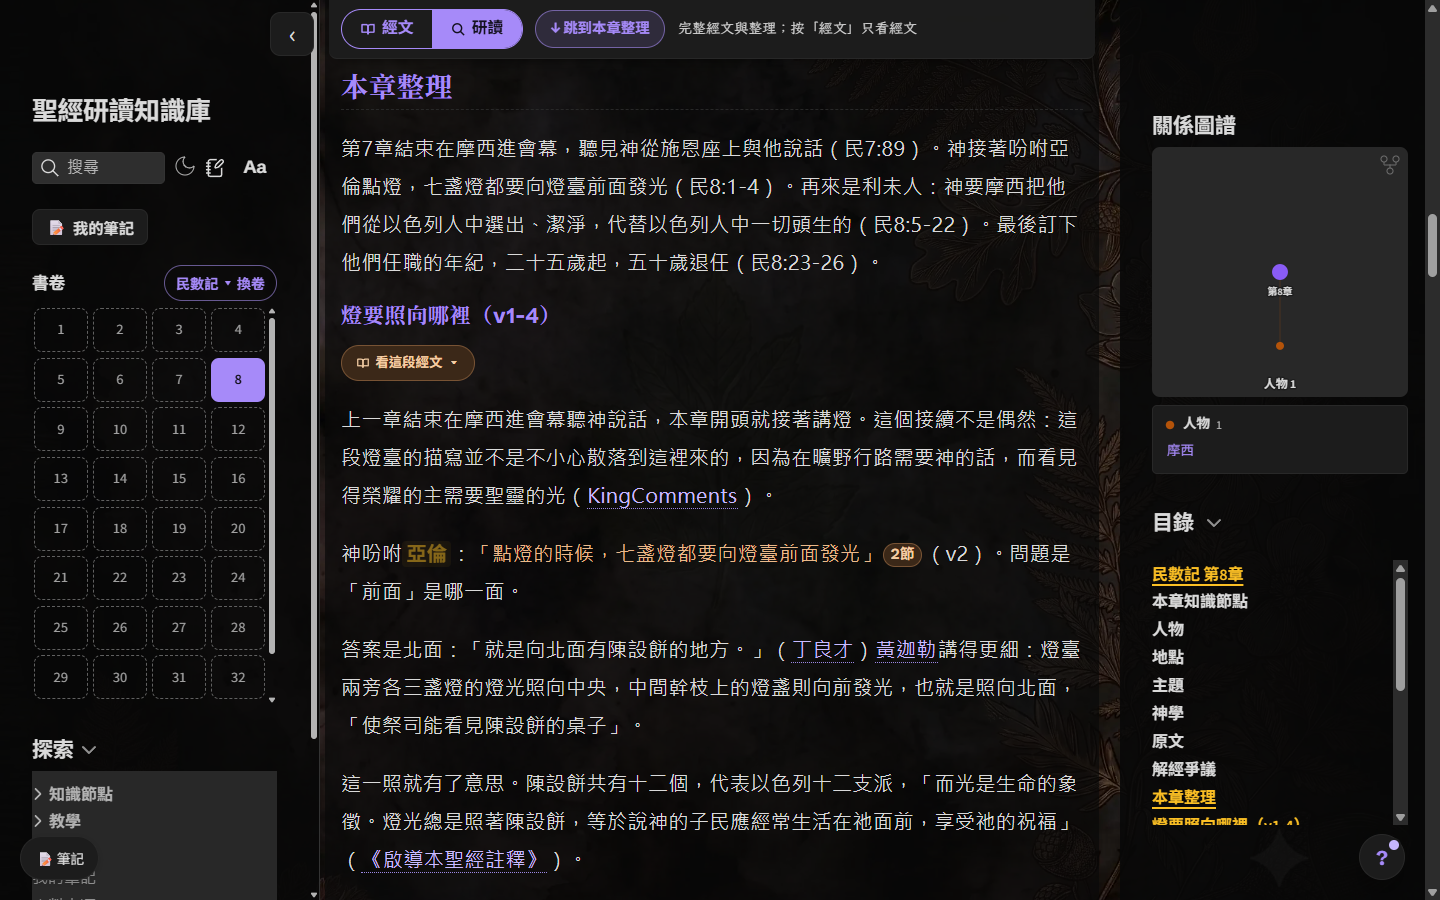 聖經研讀知識庫
搜尋
Aa
我的筆記
書卷
民數記 換卷
1 2 3 4
5 6 7 8
9 10 11 12
13 14 15 16
17 18 19 20
21 22 23 24
25 26 27 28
29 30 31 32
探索
知識節點
教學
筆記
我的筆記
經文
研讀
↓跳到本章整理
完整經文與整理；按「經文」只看經文
本章整理
第7章結束在摩西進會幕，聽見神從施恩座上與他說話（民7:89）。神接著吩咐亞
倫點燈，七盞燈都要向燈臺前面發光（民8:1-4）。再來是利未人：神要摩西把他
們從以色列人中選出、潔淨，代替以色列人中一切頭生的（民8:5-22）。最後訂下
他們任職的年紀，二十五歲起，五十歲退任（民8:23-26）。
燈要照向哪裡（v1-4）
看這段經文
上一章結束在摩西進會幕聽神說話，本章開頭就接著講燈。這個接續不是偶然：這
段燈臺的描寫並不是不小心散落到這裡來的，因為在曠野行路需要神的話，而看見
得榮耀的主需要聖靈的光（KingComments）。
神吩咐亞倫：「點燈的時候，七盞燈都要向燈臺前面發光」2節（v2）。問題是
「前面」是哪一面。
答案是北面：「就是向北面有陳設餅的地方。」（丁良才）黃迦勒講得更細：燈臺
兩旁各三盞燈的燈光照向中央，中間幹枝上的燈盞則向前發光，也就是照向北面，
「使祭司能看見陳設餅的桌子」。
這一照就有了意思。陳設餅共有十二個，代表以色列十二支派，「而光是生命的象
徵。燈光總是照著陳設餅，等於說神的子民應經常生活在祂面前，享受祂的祝福」
（《啟導本聖經註釋》）。
關係圖譜
第8章
人物 1
人物 1
摩西
目錄
民數記 第8章
本章知識節點
人物
地點
主題
神學
原文
解經爭議
本章整理
燈要照向哪裡（v1-4）
?